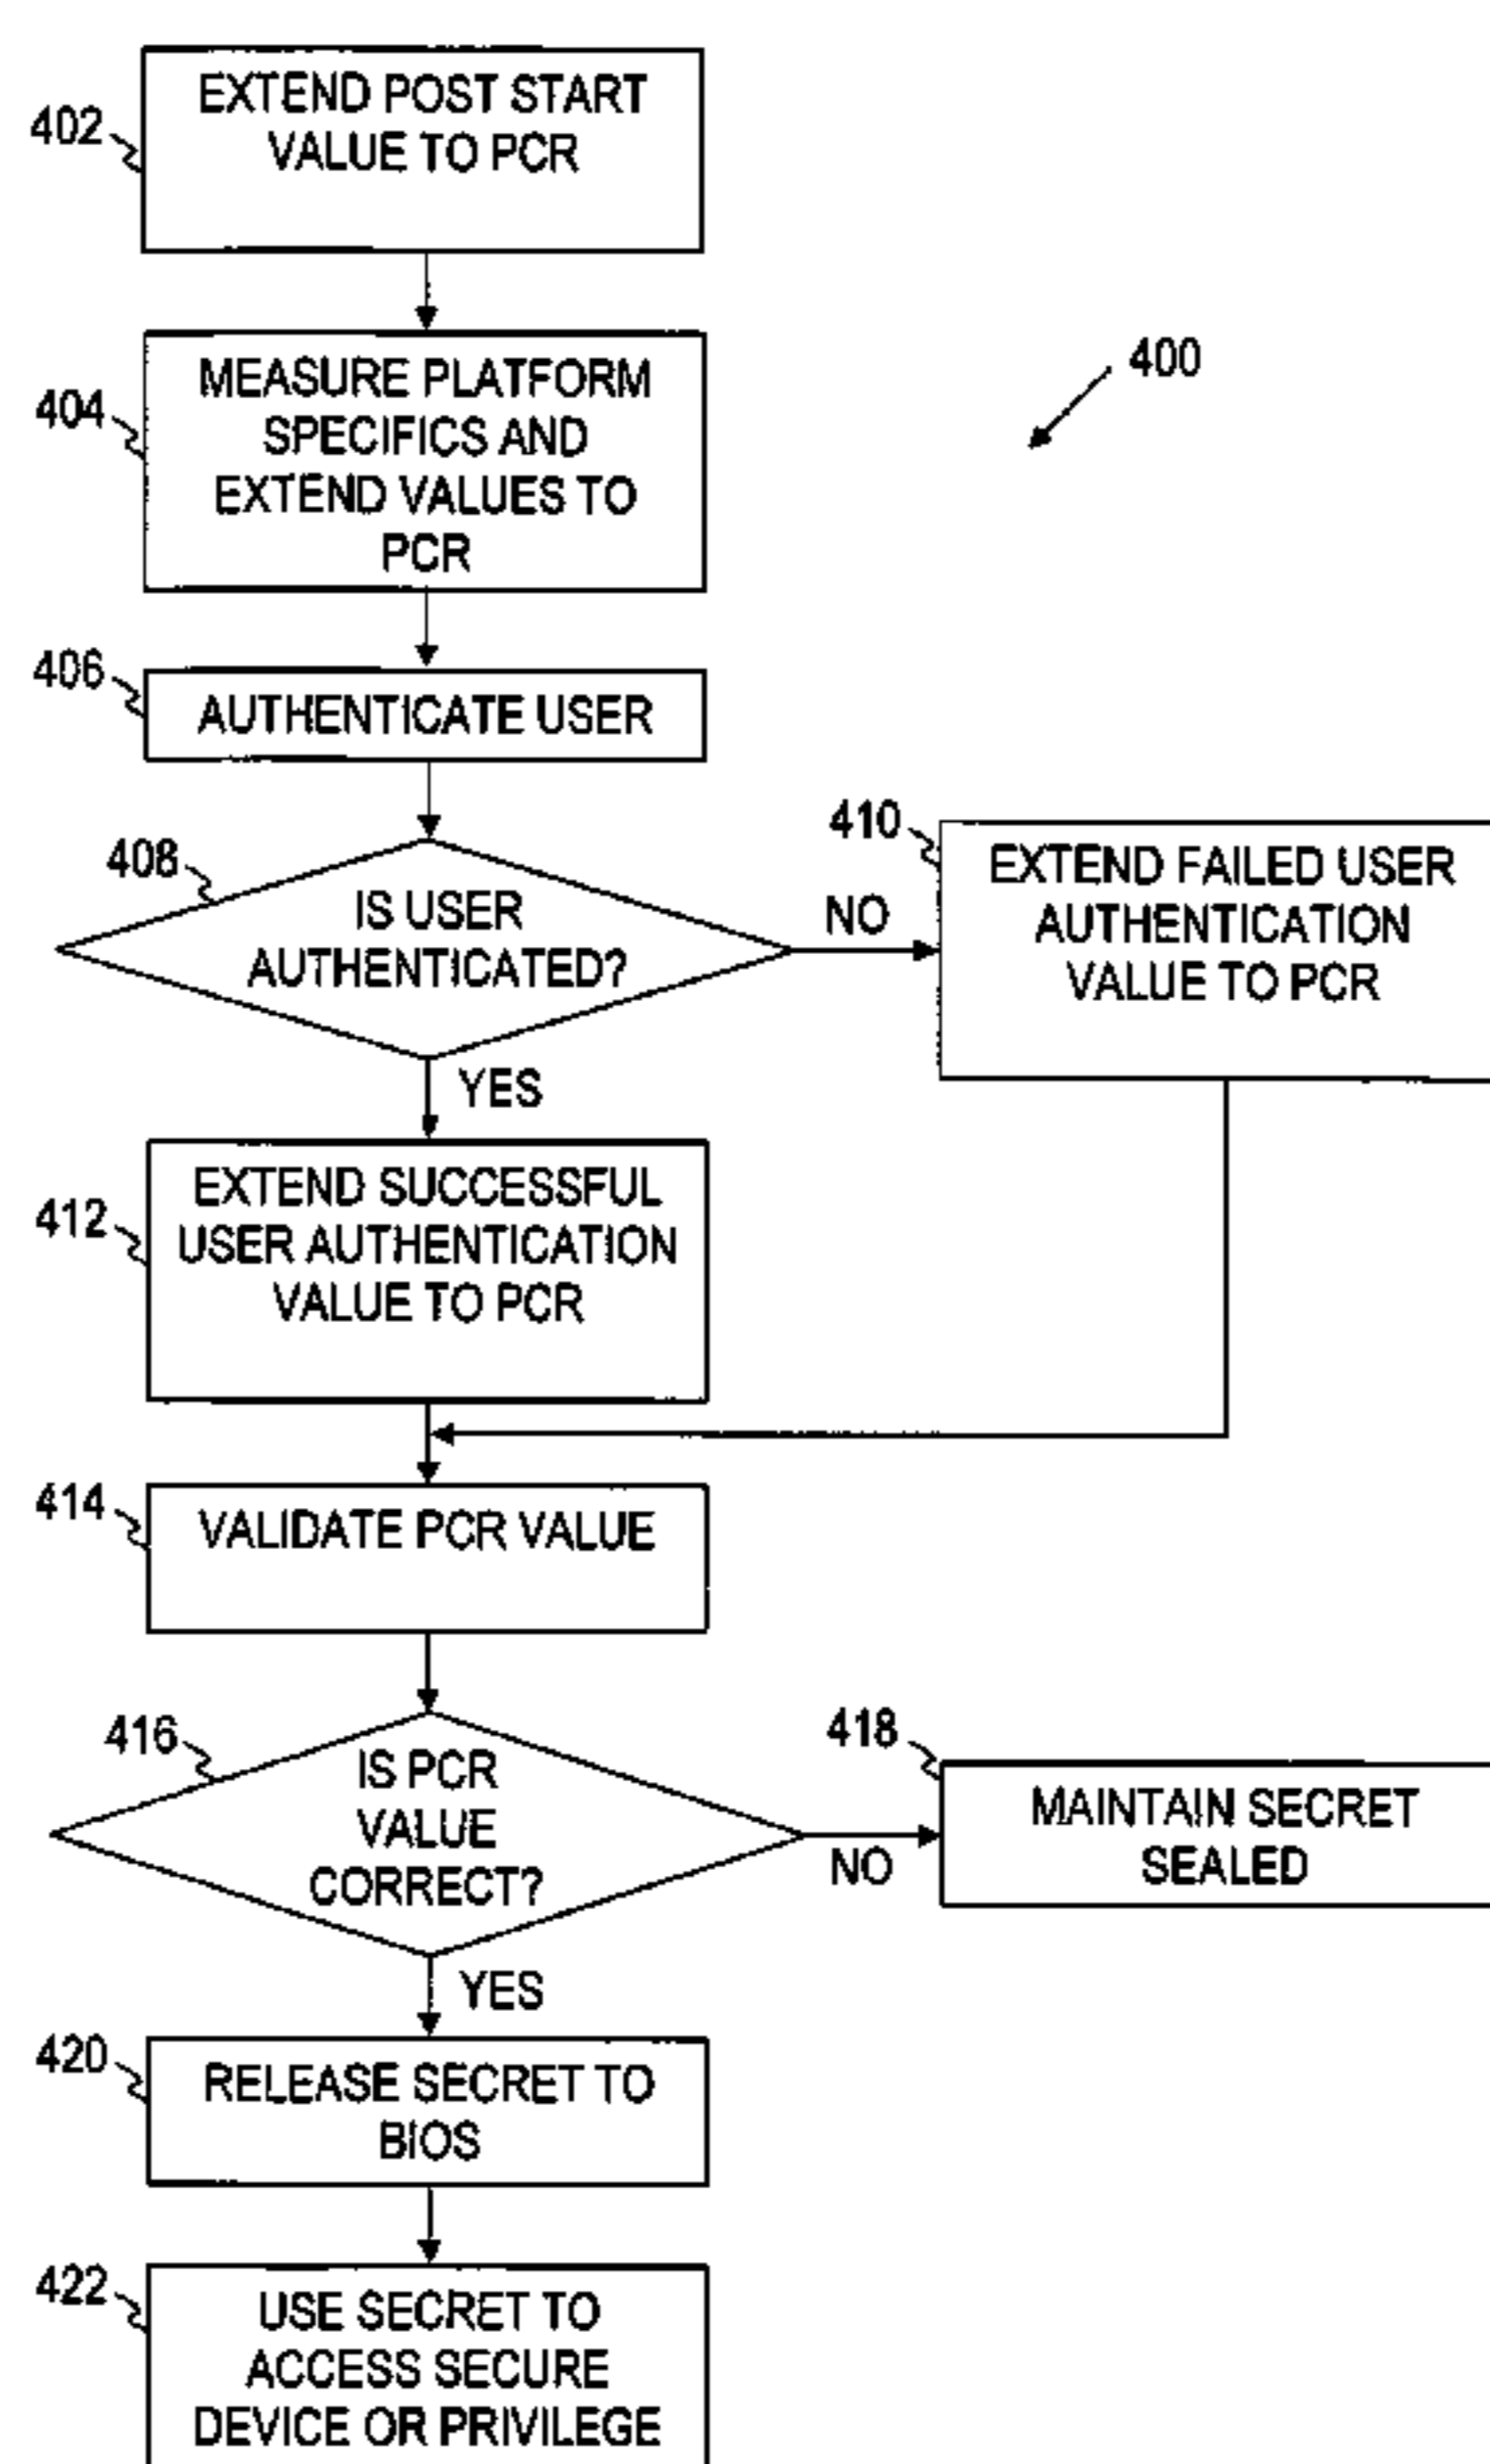 402
EXTEND POST START
VALUE TO PCR
404
MEASURE PLATFORM
SPECIFICS AND
EXTEND VALUES TO
PCR
400
406
AUTHENTICATE USER
408
IS USER
AUTHENTICATED?
NO
410
EXTEND FAILED USER
AUTHENTICATION
VALUE TO PCR
YES
412
EXTEND SUCCESSFUL
USER AUTHENTICATION
VALUE TO PCR
414
VALIDATE PCR VALUE
416
IS PCR
VALUE
CORRECT?
NO
418
MAINTAIN SECRET
SEALED
YES
420
RELEASE SECRET TO
BIOS
422
USE SECRET TO
ACCESS SECURE
DEVICE OR PRIVILEGE